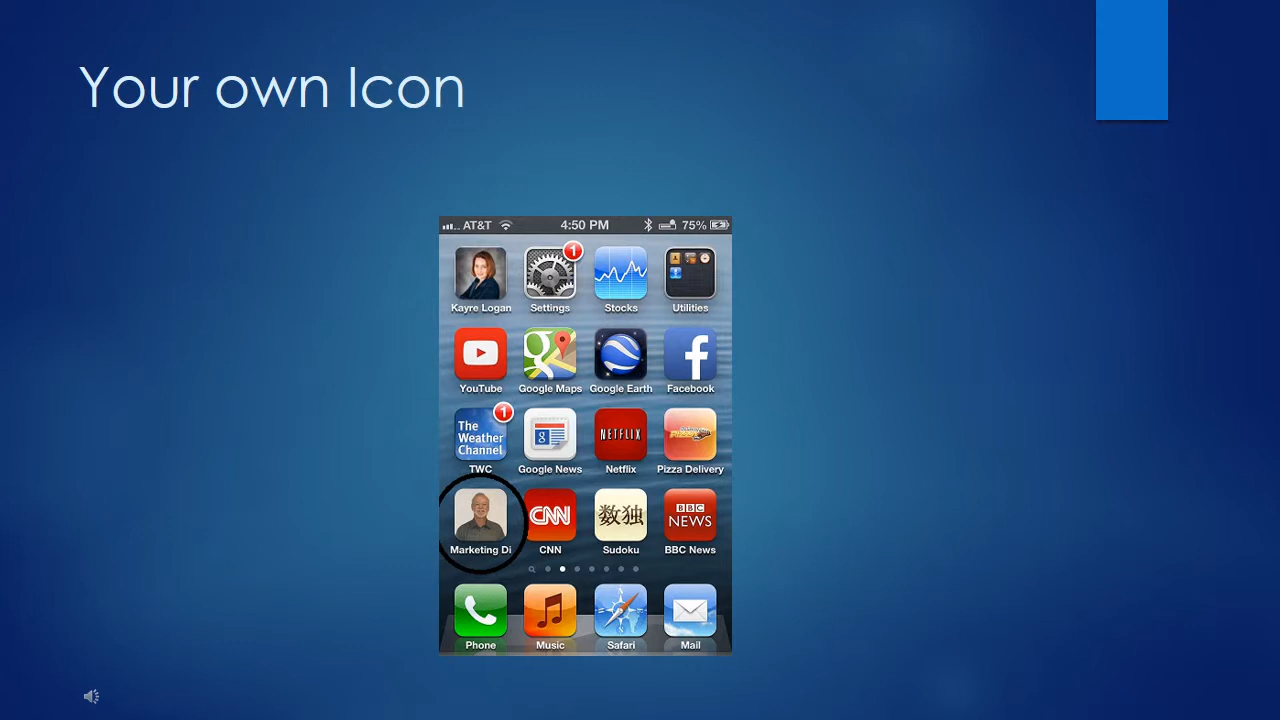 Your own Icon
AT&T 4:50 PM 75%
1
Kayre Logan Settings Stocks Utilities
YouTube Google Maps Google Earth Facebook
The Weather Channel 1 g NETFLIX
TWC Google News Netflix Pizza Delivery
CNN 数独 BBC NEWS
Marketing Di CNN Sudoku BBC News
Phone Music Safari Mail